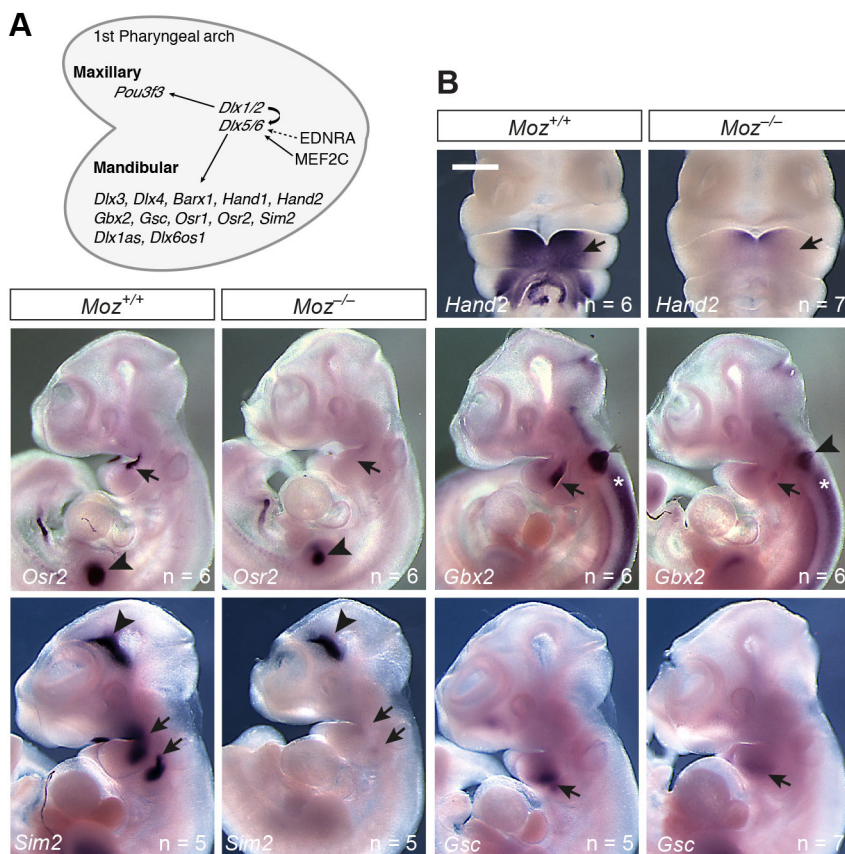 A
1st Pharyngeal arch
Maxillary
Pou3f3
Dlx1/2
Dlx5/6
EDNRA
MEF2C
Mandibular
Dlx3, Dlx4, Barx1, Hand1, Hand2
Gbx2, Gsc, Osr1, Osr2, Sim2
Dlx1as, Dlx6os1
B
Moz+/+ Moz–/–
Hand2 n = 6 Hand2 n = 7
Moz+/+ Moz–/–
Osr2 n = 6 Osr2 n = 6 * Gbx2 n = 6 * Gbx2 n = 6
Sim2 n = 5 Sim2 n = 5 Gsc n = 5 Gsc n = 7